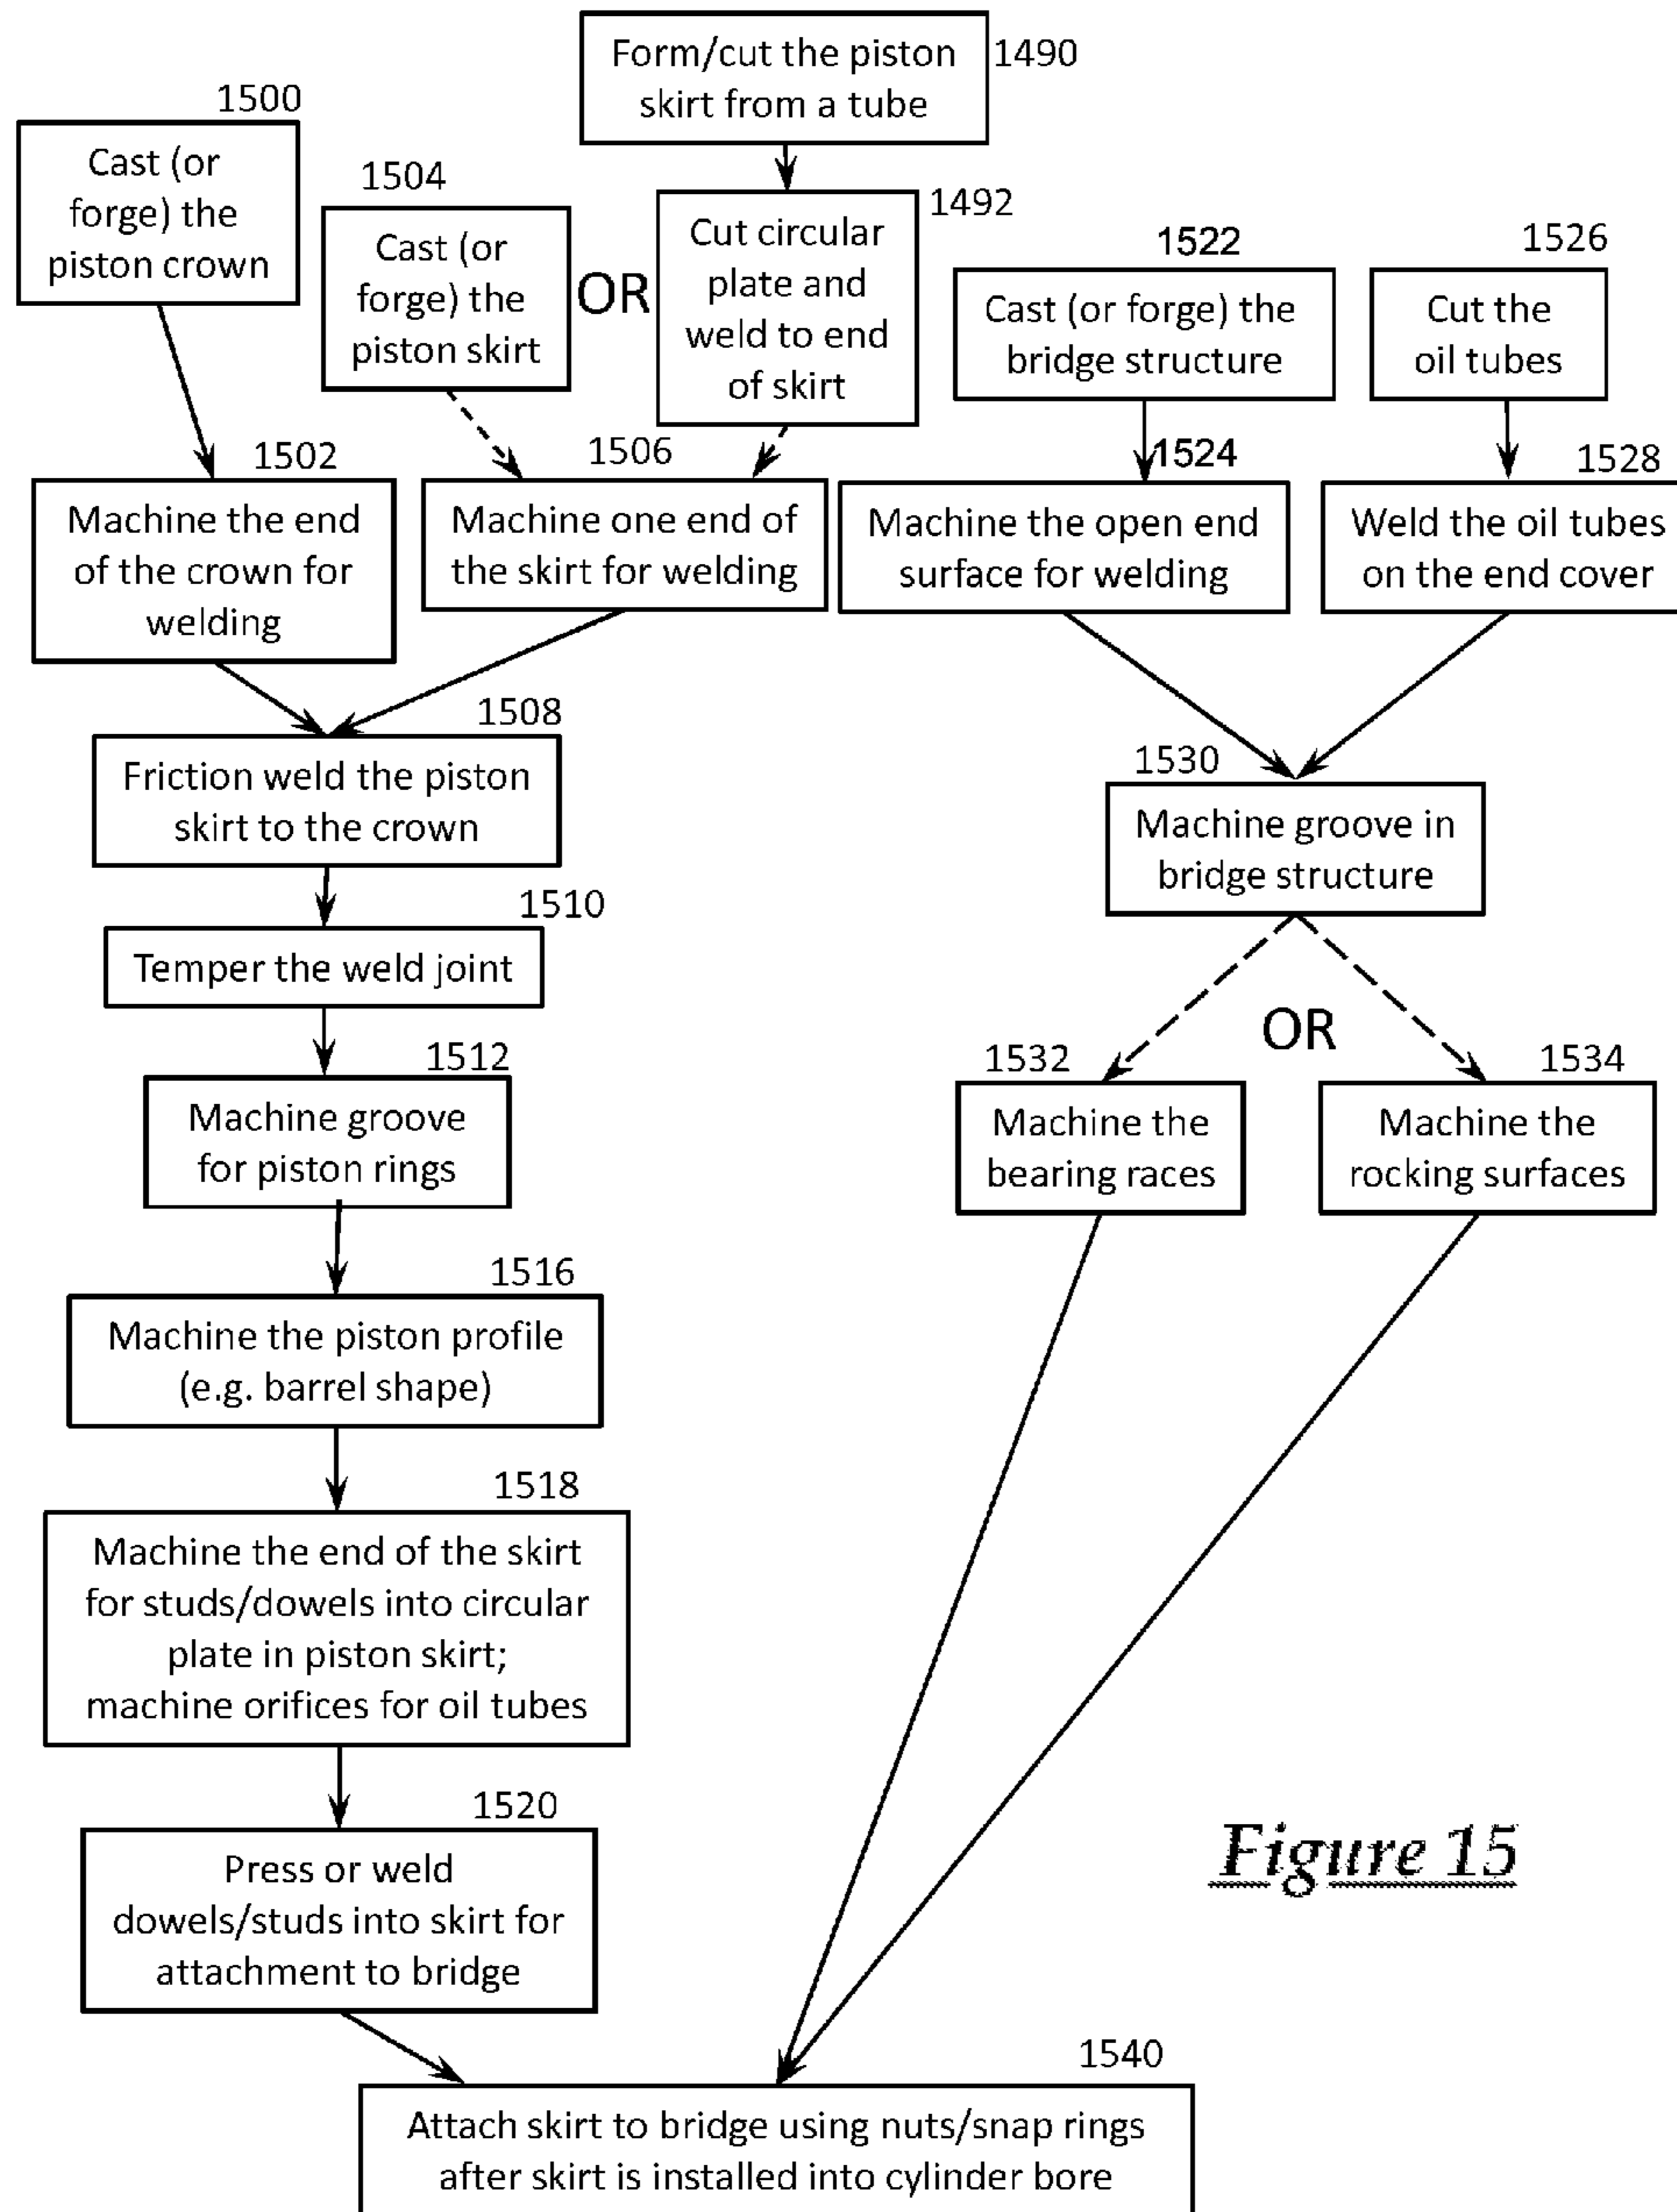 1490
Form/cut the piston
skirt from a tube
1500
Cast (or
forge) the
piston crown
1504
Cast (or
forge) the
piston skirt
OR
1492
Cut circular
plate and
weld to end
of skirt
1522
Cast (or forge) the
bridge structure
1526
Cut the
oil tubes
1502
Machine the end
of the crown for
welding
1506
Machine one end of
the skirt for welding
1524
Machine the open end
surface for welding
1528
Weld the oil tubes
on the end cover
1508
Friction weld the piston
skirt to the crown
1530
Machine groove in
bridge structure
1510
Temper the weld joint
OR
1512
Machine groove
for piston rings
1532
Machine the
bearing races
1534
Machine the
rocking surfaces
1516
Machine the piston profile
(e.g. barrel shape)
1518
Machine the end of the skirt
for studs/dowels into circular
plate in piston skirt;
machine orifices for oil tubes
1520
Press or weld
dowels/studs into skirt for
attachment to bridge
Figure 15
1540
Attach skirt to bridge using nuts/snap rings
after skirt is installed into cylinder bore